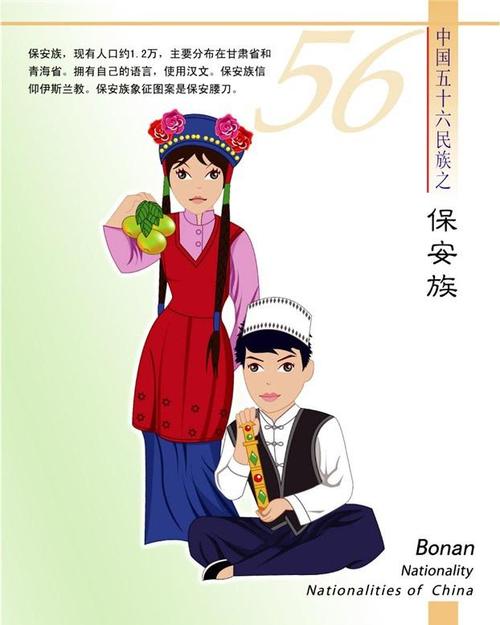 保安族，现有人口约1.2万，主要分布在甘肃省和
青海省。拥有自己的语言，使用汉文。保安族信
仰伊斯兰教。保安族象征图案是保安腰刀。
56
中国五十六民族之
保安族
Bonan
Nationality
Nationalities of China